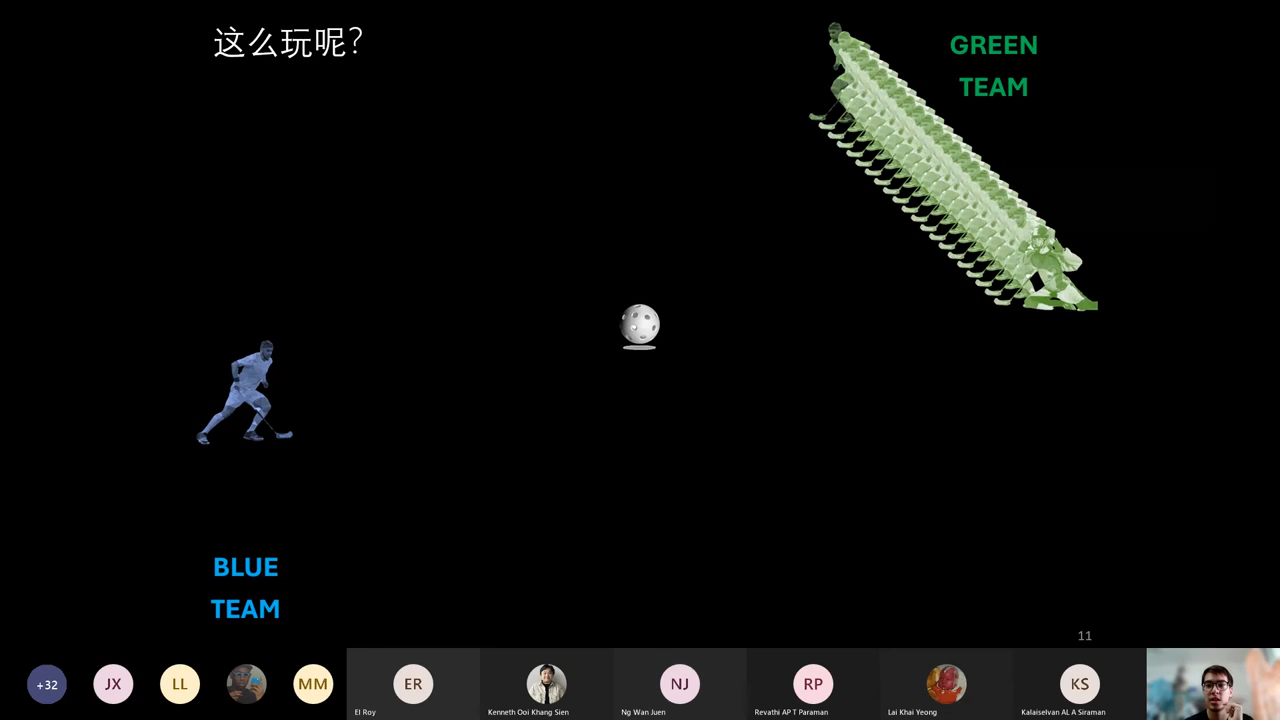 这么玩呢?
GREEN
TEAM
BLUE
TEAM
11
+32
JX
LL
MM
ER
NJ
RP
KS
El Roy
Kenneth Ooi Khang Sien
Ng Wan Juen
Revathi AP T Paraman
Lai Khai Yeong
Kalaiselvan AL A Siraman